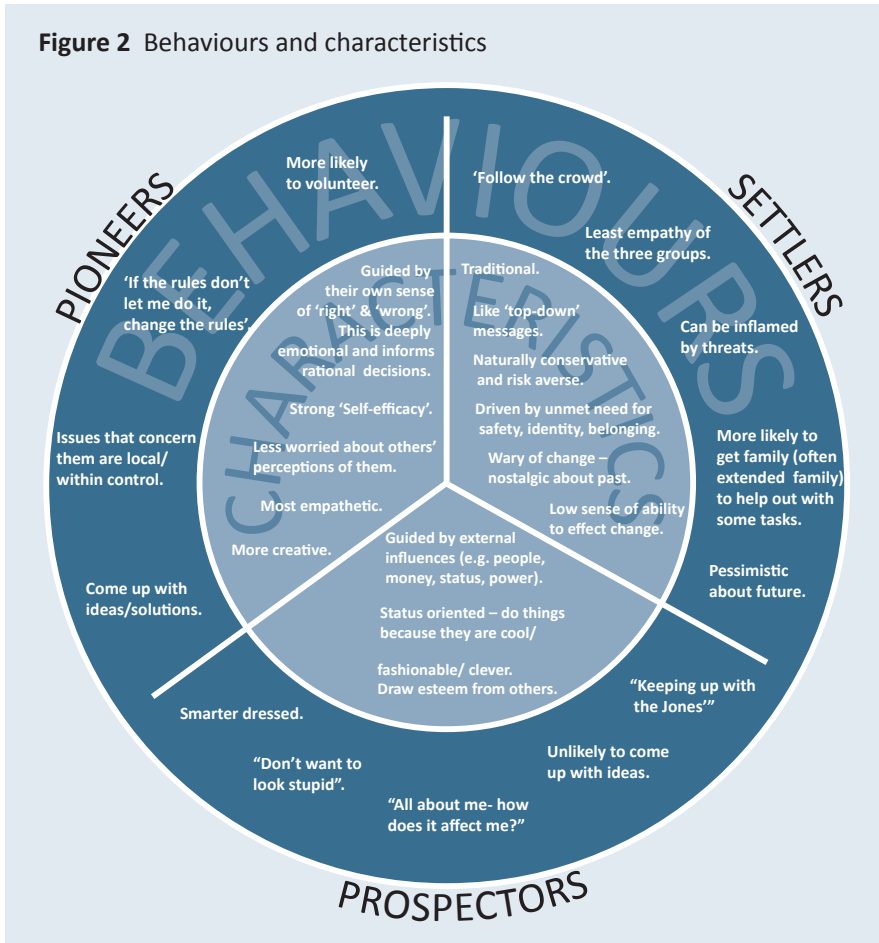 Figure 2 Behaviours and characteristics
BEHAVIOURS
CHARACTERISTICS
PIONEERS
More likely
to volunteer.
‘If the rules don’t
let me do it,
change the rules’.
Issues that concern
them are local/
within control.
Come up with
ideas/solutions.
Guided by
their own sense
of ‘right’ & ‘wrong’.
This is deeply
emotional and informs
rational decisions.
Strong ‘Self-efficacy’.
Less worried about others’
perceptions of them.
Most empathetic.
More creative.
SETTLERS
‘Follow the crowd’.
Least empathy of
the three groups.
Can be inflamed
by threats.
More likely to
get family (often
extended family)
to help out with
some tasks.
Pessimistic
about future.
Traditional.
Like ‘top-down’
messages.
Naturally conservative
and risk averse.
Driven by unmet need for
safety, identity, belonging.
Wary of change –
nostalgic about past.
Low sense of ability
to effect change.
Guided by external
influences (e.g. people,
money, status, power).
Status oriented – do things
because they are cool/
fashionable/ clever.
Draw esteem from others.
Smarter dressed.
“Don’t want to
look stupid”.
“All about me- how
does it affect me?”
Unlikely to come
up with ideas.
“Keeping up with
the Jones’”
PROSPECTORS